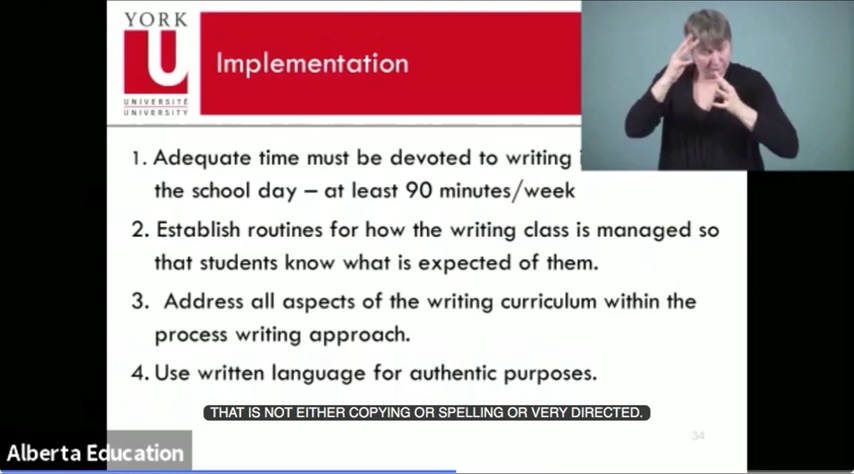 YORK
U
UNIVERSITÉ
UNIVERSITY
Implementation
1. Adequate time must be devoted to writing
the school day – at least 90 minutes/week
2. Establish routines for how the writing class is managed so
that students know what is expected of them.
3. Address all aspects of the writing curriculum within the
process writing approach.
4. Use written language for authentic purposes.
THAT IS NOT EITHER COPYING OR SPELLING OR VERY DIRECTED.
34
Alberta Education